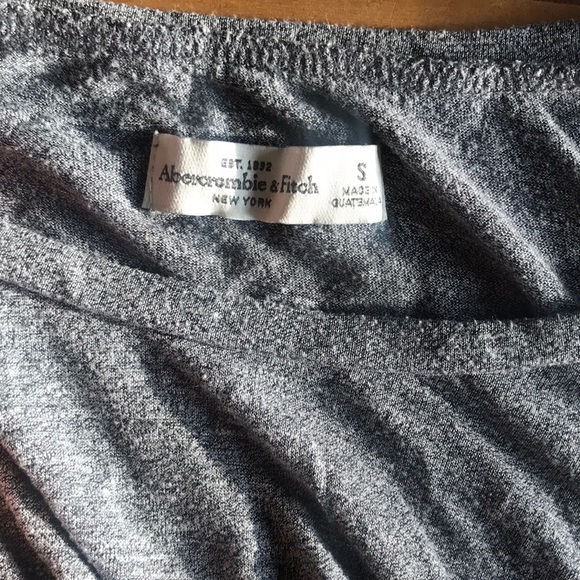 EST. 1892
Abercrombie & Fitch
NEW YORK
S
MADE IN
GUATEMALA